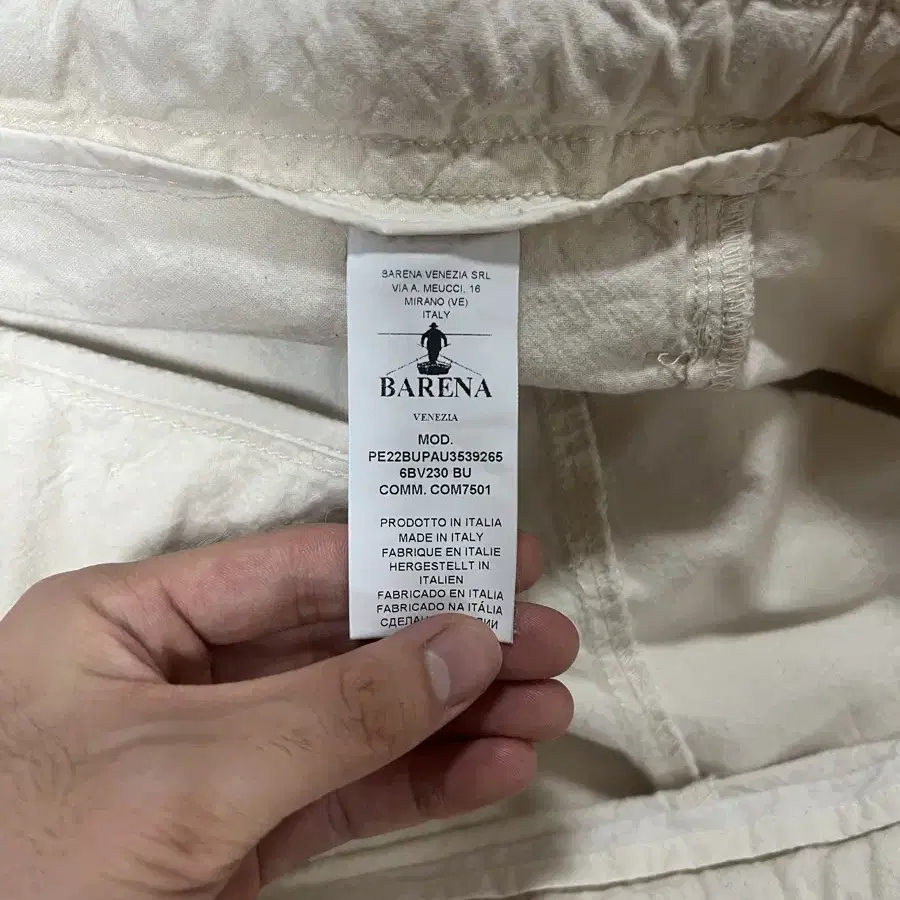 BARENA VENEZIA SRL
VIA A. MEUCCI, 16
MIRANO (VE)
ITALY
BARENA
VENEZIA
MOD.
PE22BUPAU3539265
6BV230 BU
COMM. COM7501
PRODOTTO IN ITALIA
MADE IN ITALY
FABRIQUE EN ITALIE
HERGESTELLT IN
ITALIEN
FABRICADO EN ITALIA
FABRICADO NA ITÁLIA